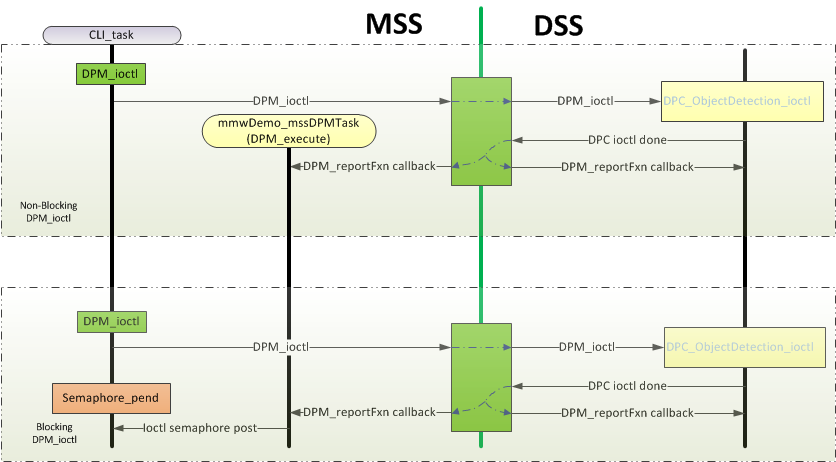 MSS
DSS
CLI_task
DPM_ioctl
DPM_ioctl
DPM_ioctl
DPC_ObjectDetection_ioctl
mmwDemo_mssDPMTask
(DPM_execute)
DPC ioctl done
DPM_reportFxn callback
DPM_reportFxn callback
Non-Blocking
DPM_ioctl
DPM_ioctl
DPM_ioctl
DPM_ioctl
DPC_ObjectDetection_ioctl
DPC ioctl done
Semaphore_pend
DPM_reportFxn callback
DPM_reportFxn callback
Ioctl semaphore post
Blocking
DPM_ioctl